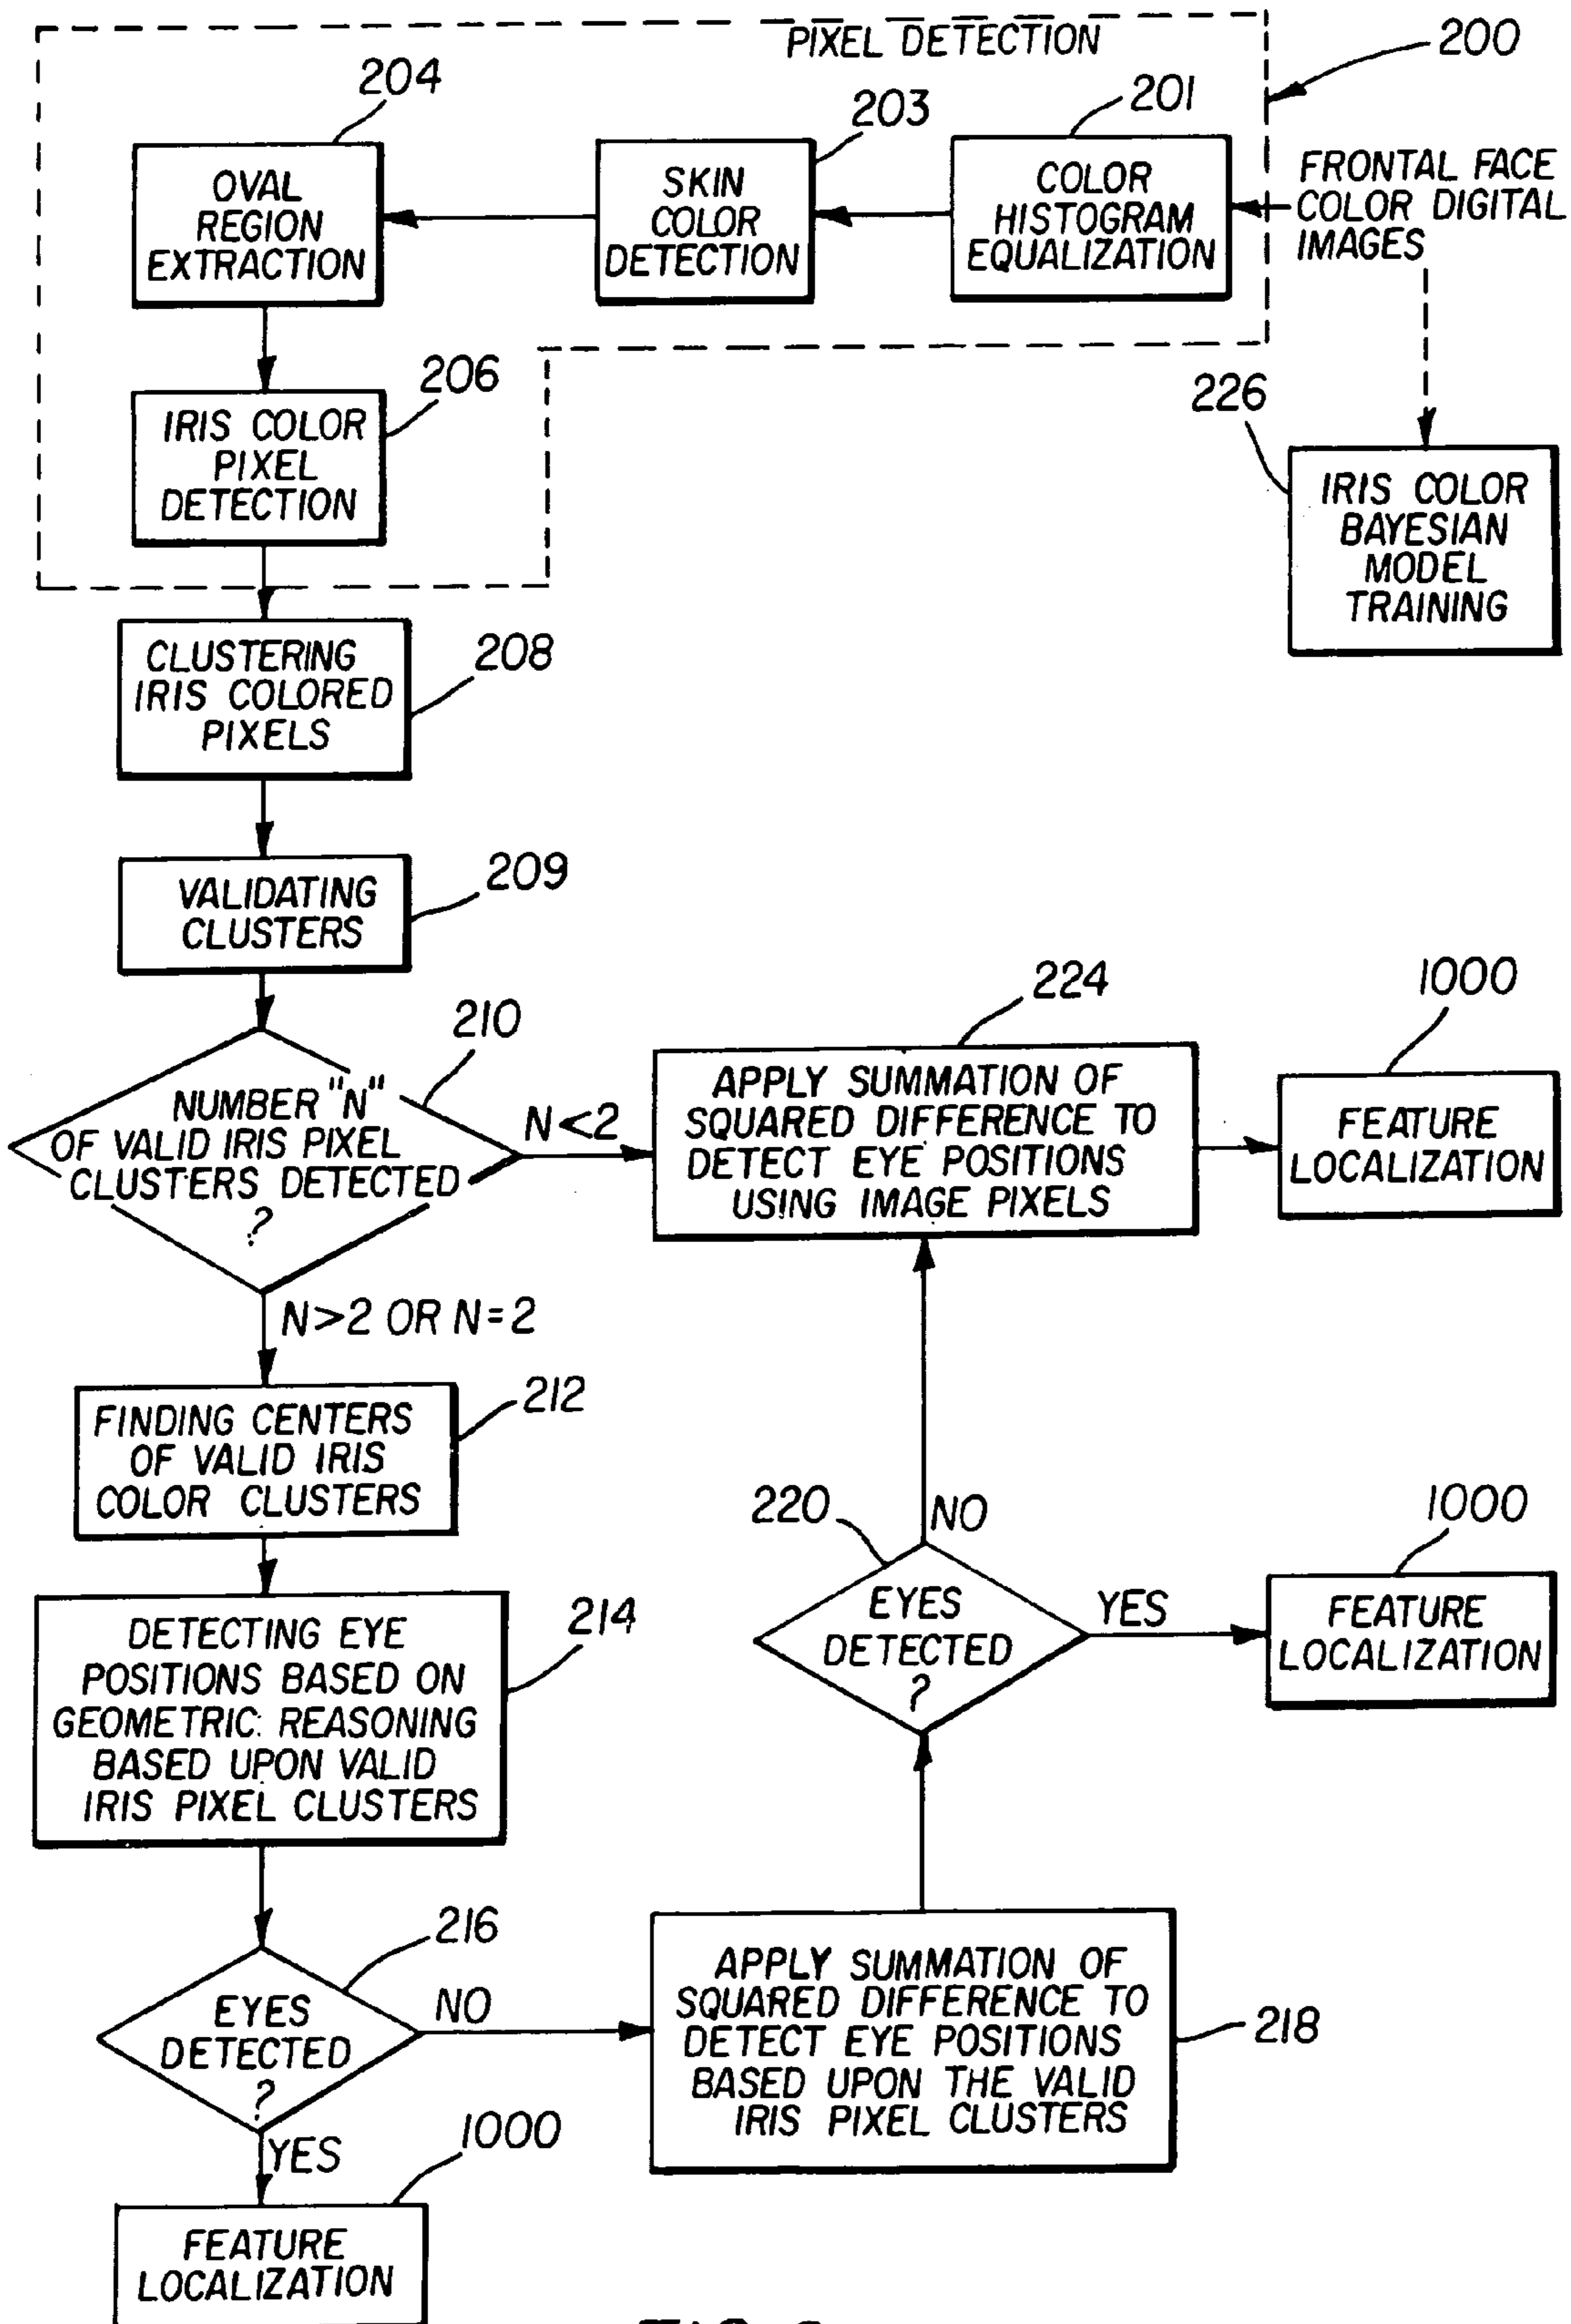 PIXEL DETECTION
200
204
203
201
OVAL
REGION
EXTRACTION
SKIN
COLOR
DETECTION
COLOR
HISTOGRAM
EQUALIZATION
FRONTAL FACE
COLOR DIGITAL
IMAGES
206
IRIS COLOR
PIXEL
DETECTION
226
IRIS COLOR
BAYESIAN
MODEL
TRAINING
208
CLUSTERING
IRIS COLORED
PIXELS
209
VALIDATING
CLUSTERS
210
NUMBER "N"
OF VALID IRIS PIXEL
CLUSTERS DETECTED
?
N<2
224
APPLY SUMMATION OF
SQUARED DIFFERENCE TO
DETECT EYE POSITIONS
USING IMAGE PIXELS
1000
FEATURE
LOCALIZATION
N>2 OR N=2
212
FINDING CENTERS
OF VALID IRIS
COLOR CLUSTERS
214
DETECTING EYE
POSITIONS BASED ON
GEOMETRIC REASONING
BASED UPON VALID
IRIS PIXEL CLUSTERS
220
NO
EYES
DETECTED
?
YES
1000
FEATURE
LOCALIZATION
216
EYES
DETECTED
?
NO
218
APPLY SUMMATION OF
SQUARED DIFFERENCE TO
DETECT EYE POSITIONS
BASED UPON THE VALID
IRIS PIXEL CLUSTERS
YES
1000
FEATURE
LOCALIZATION